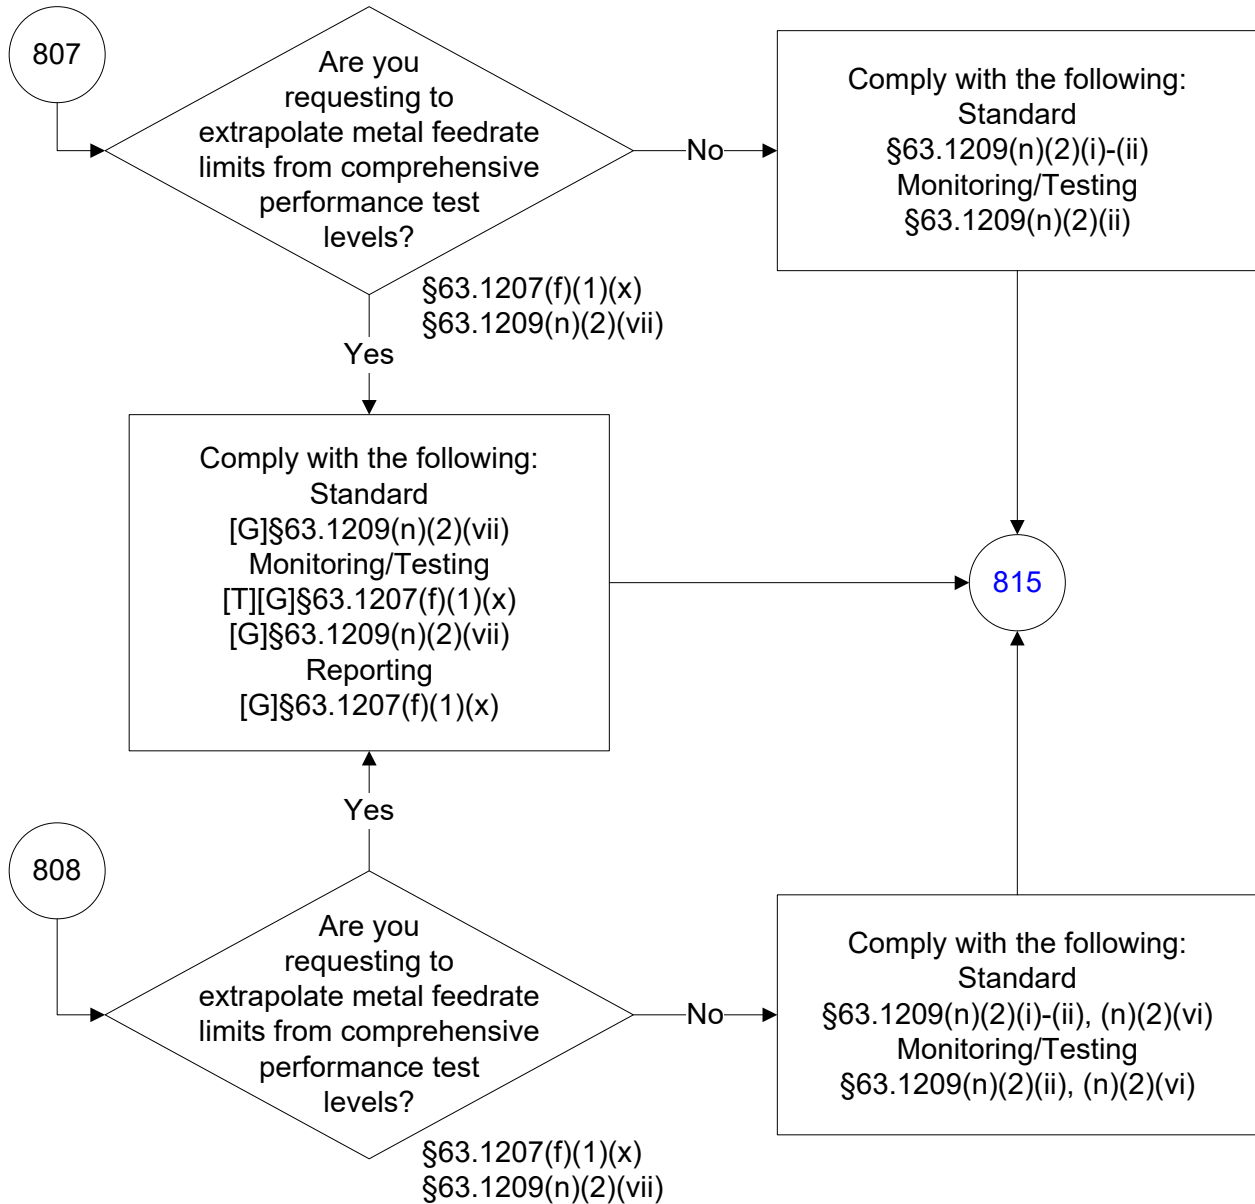 807
Are you
requesting to
extrapolate metal feedrate
limits from comprehensive
performance test
levels?
§63.1207(f)(1)(x)
§63.1209(n)(2)(vii)
No
Comply with the following:
Standard
§63.1209(n)(2)(i)-(ii)
Monitoring/Testing
§63.1209(n)(2)(ii)
Yes
Comply with the following:
Standard
[G]§63.1209(n)(2)(vii)
Monitoring/Testing
[T][G]§63.1207(f)(1)(x)
[G]§63.1209(n)(2)(vii)
Reporting
[G]§63.1207(f)(1)(x)
815
Yes
808
Are you
requesting to
extrapolate metal feedrate
limits from comprehensive
performance test
levels?
§63.1207(f)(1)(x)
§63.1209(n)(2)(vii)
No
Comply with the following:
Standard
§63.1209(n)(2)(i)-(ii), (n)(2)(vi)
Monitoring/Testing
§63.1209(n)(2)(ii), (n)(2)(vi)